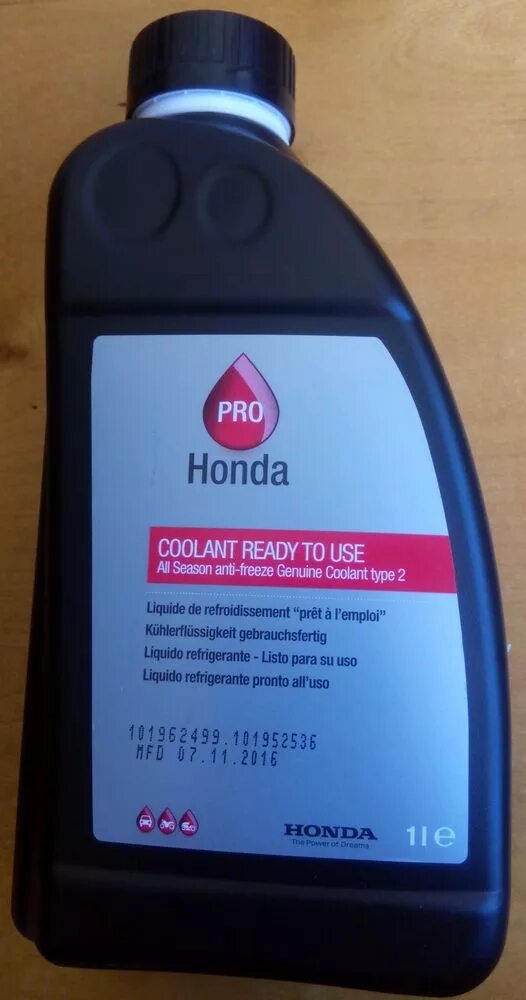 PRO
Honda
COOLANT READY TO USE
All Season anti-freeze Genuine Coolant type 2
Liquide de refroidissement “prêt à l’emploi”
Kühlerflüssigkeit gebrauchsfertig
Líquido refrigerante - Listo para su uso
Liquido refrigerante pronto all’uso
101962499.101952536
MFD 07.11.2016
HONDA 1l e
The Power of Dreams